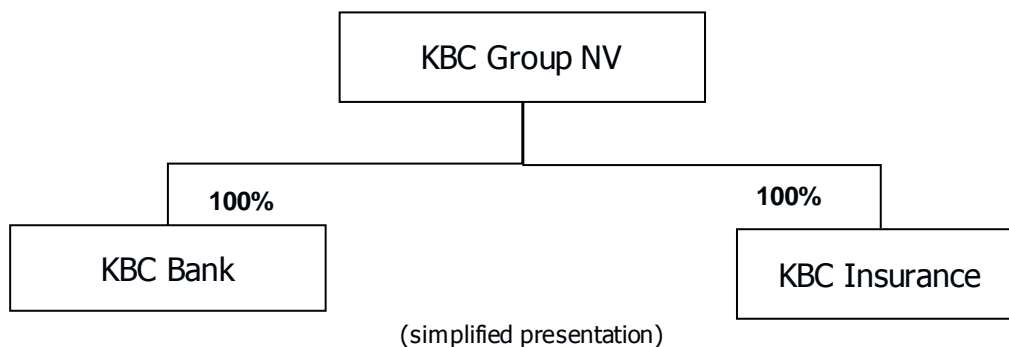 KBC Group NV
100%
100%
KBC Bank
KBC Insurance
(simplified presentation)